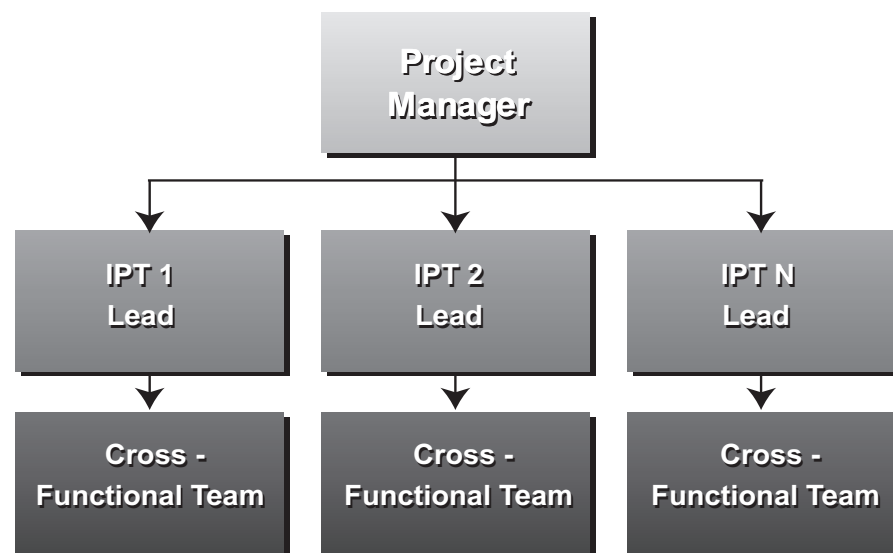 Project
Manager
IPT 1
Lead
IPT 2
Lead
IPT N
Lead
Cross -
Functional Team
Cross -
Functional Team
Cross -
Functional Team